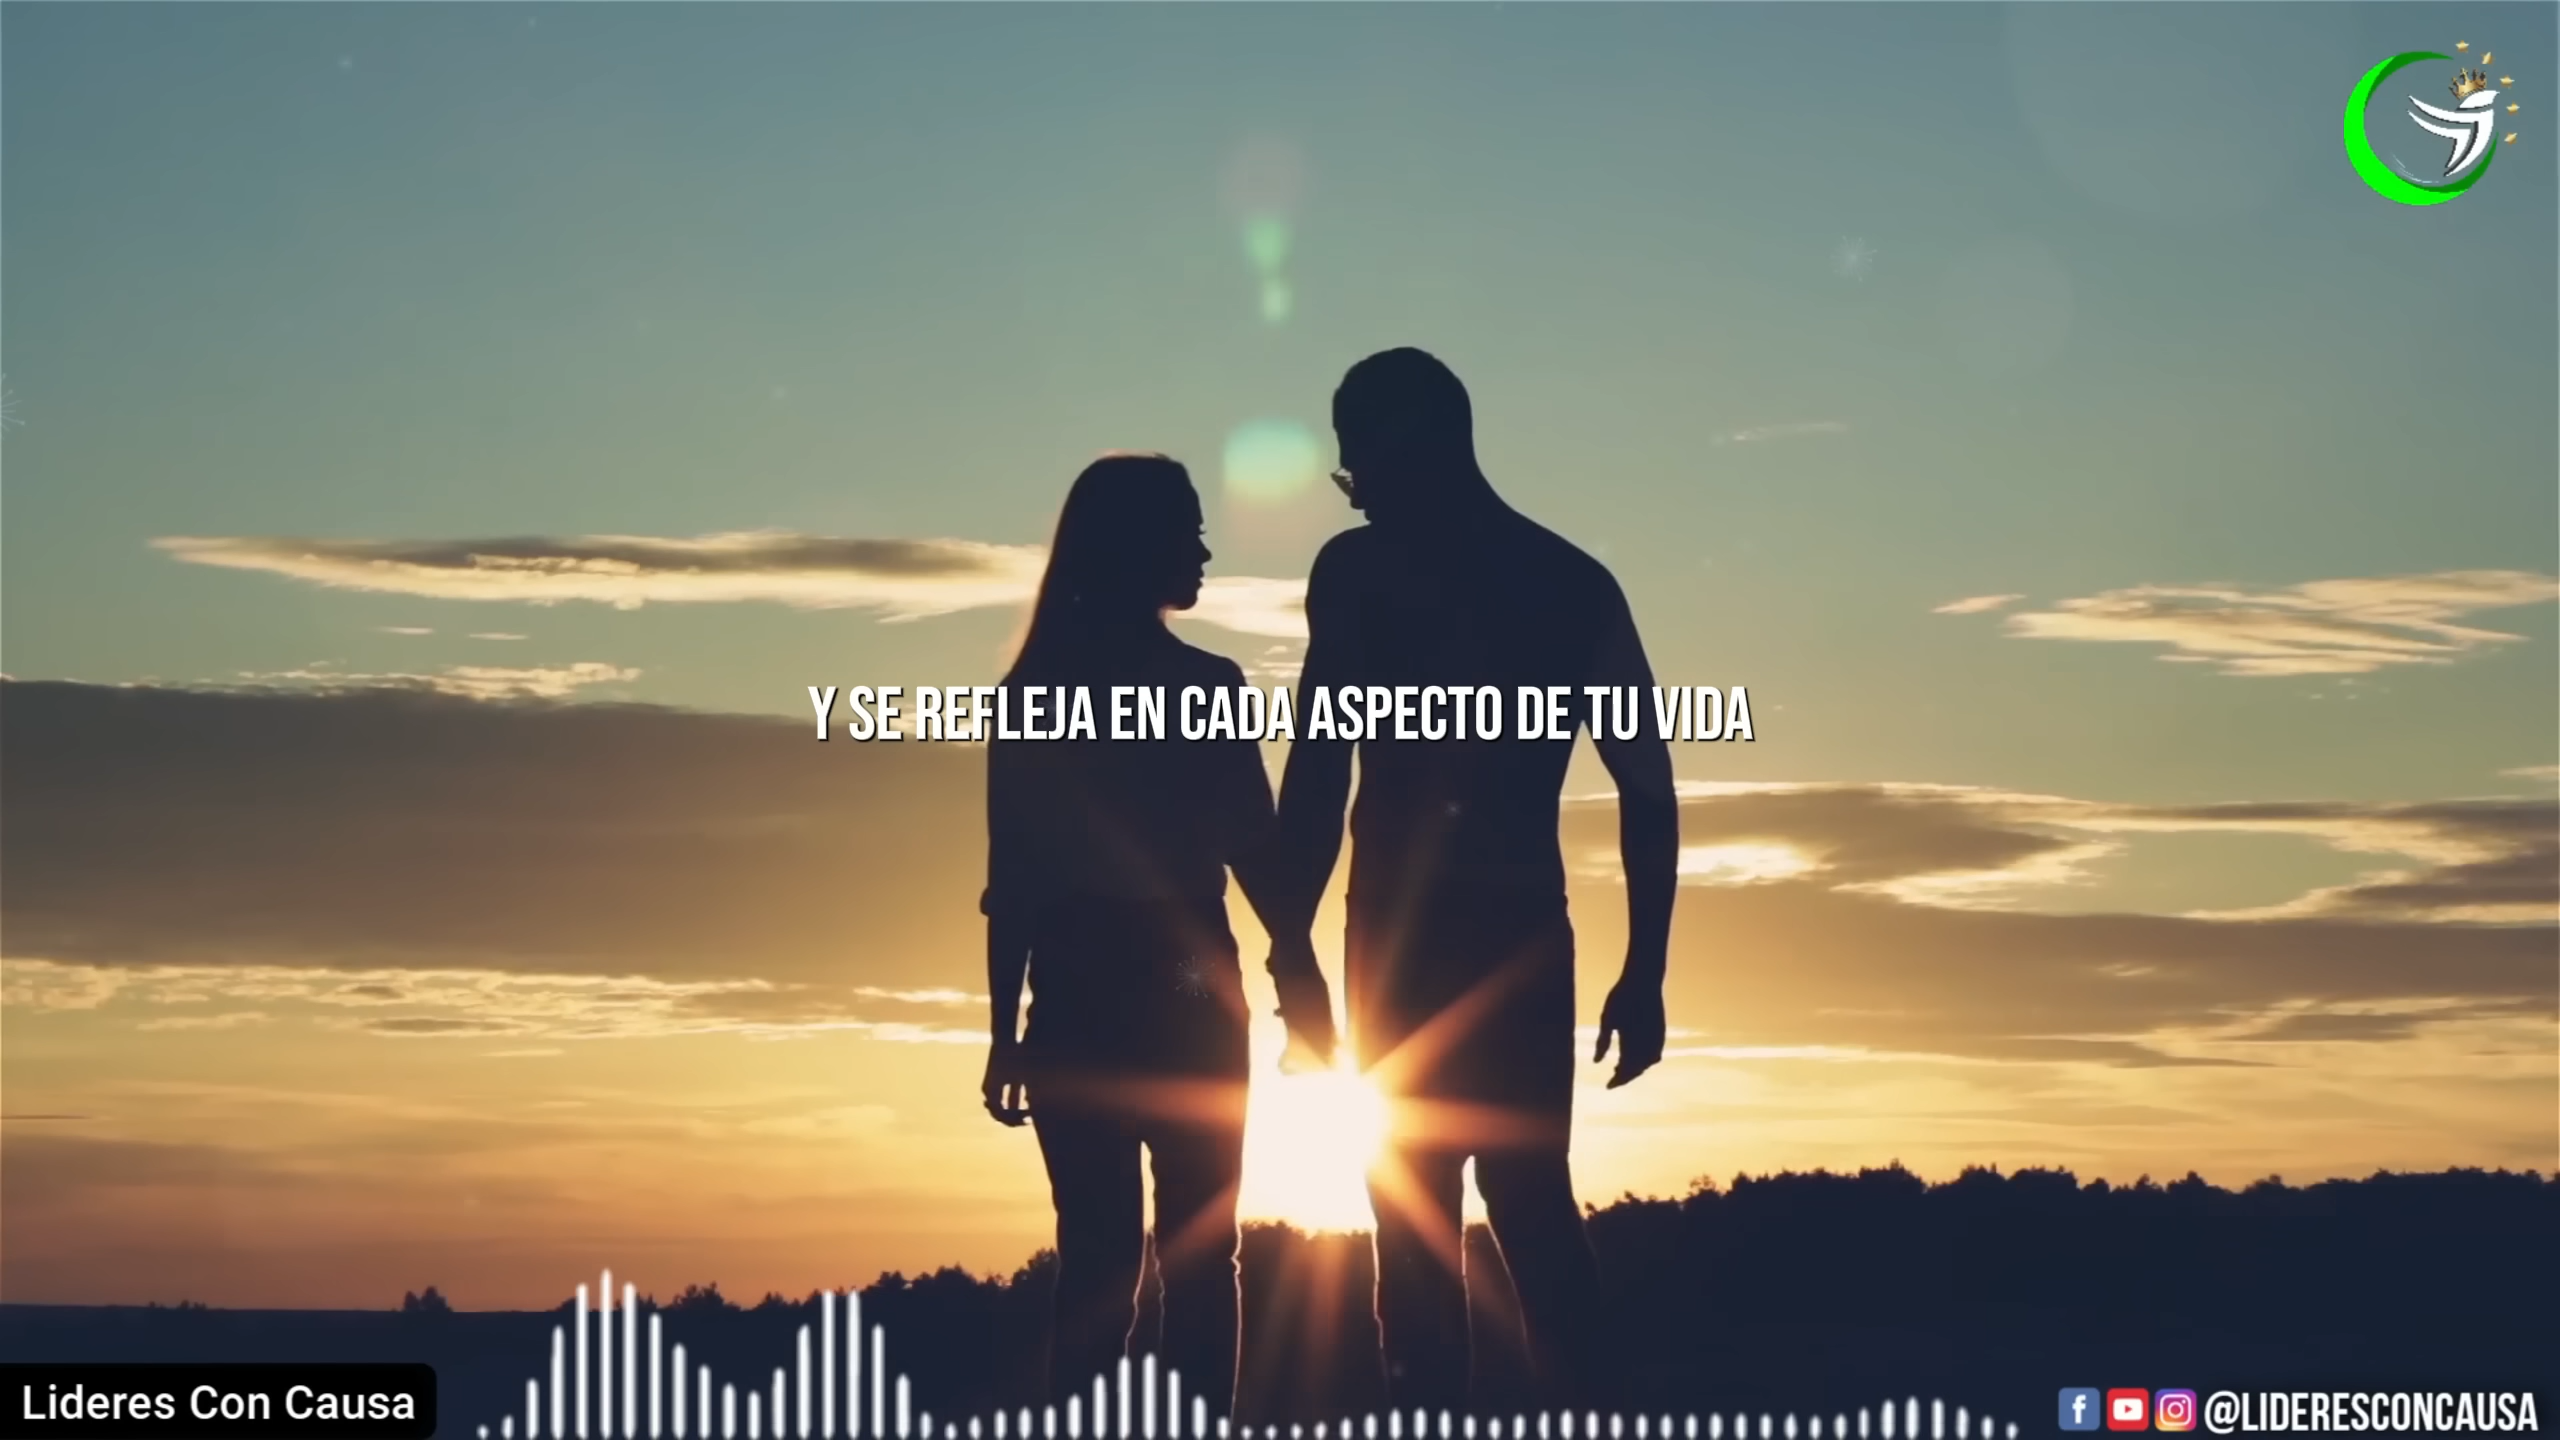 Y SE REFLEJA EN CADA ASPECTO DE TU VIDA
Lideres Con Causa
@LIDERESCONCAUSA